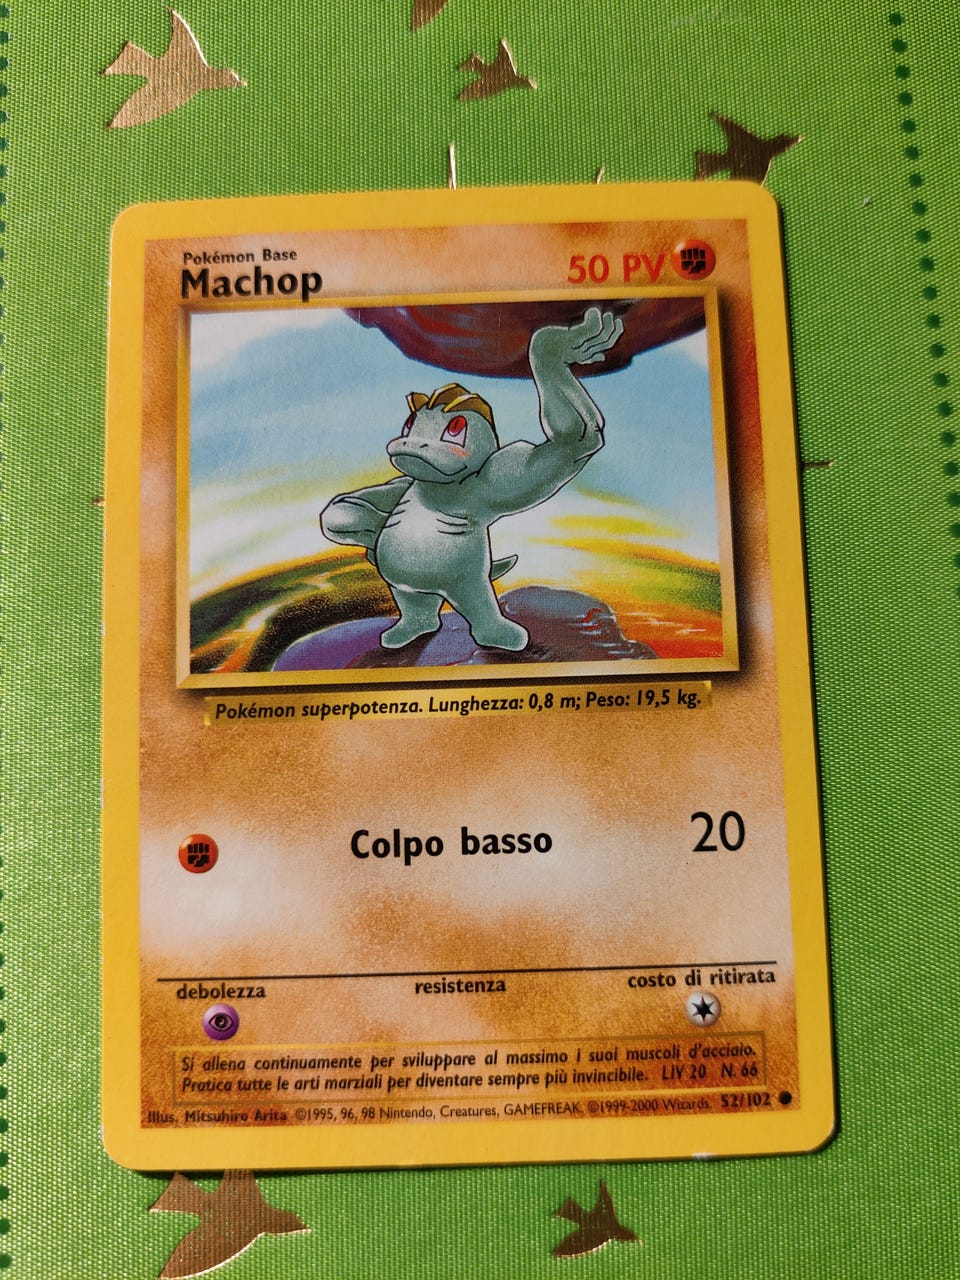 Pokémon Base
Machop
50 PV
Pokémon superpotenza. Lunghezza: 0,8 m; Peso: 19,5 kg.
Colpo basso 20
debolezza resistenza costo di ritirata
Si allena continuamente per sviluppare al massimo i suoi muscoli d'acciaio.
Pratica tutte le arti marziali per diventare sempre più invincibile. LIV 20 N. 66
Illus. Mitsuhiro Arita ©1995, 96, 98 Nintendo, Creatures, GAMEFREAK. ©1999-2000 Wizards. 52/102